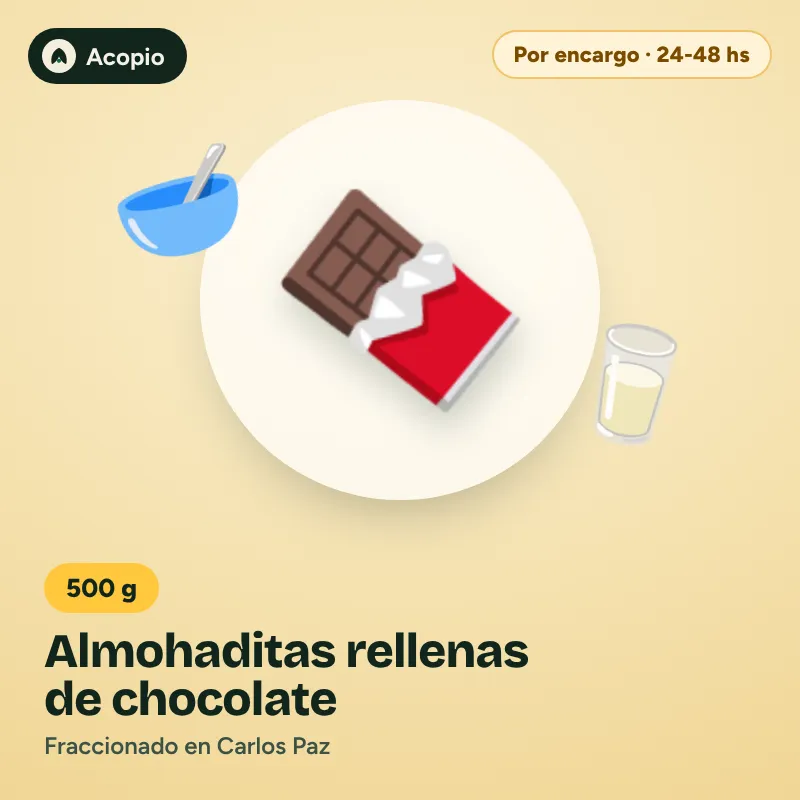 Acopio
Por encargo · 24-48 hs
500 g
Almohaditas rellenas
de chocolate
Fraccionado en Carlos Paz